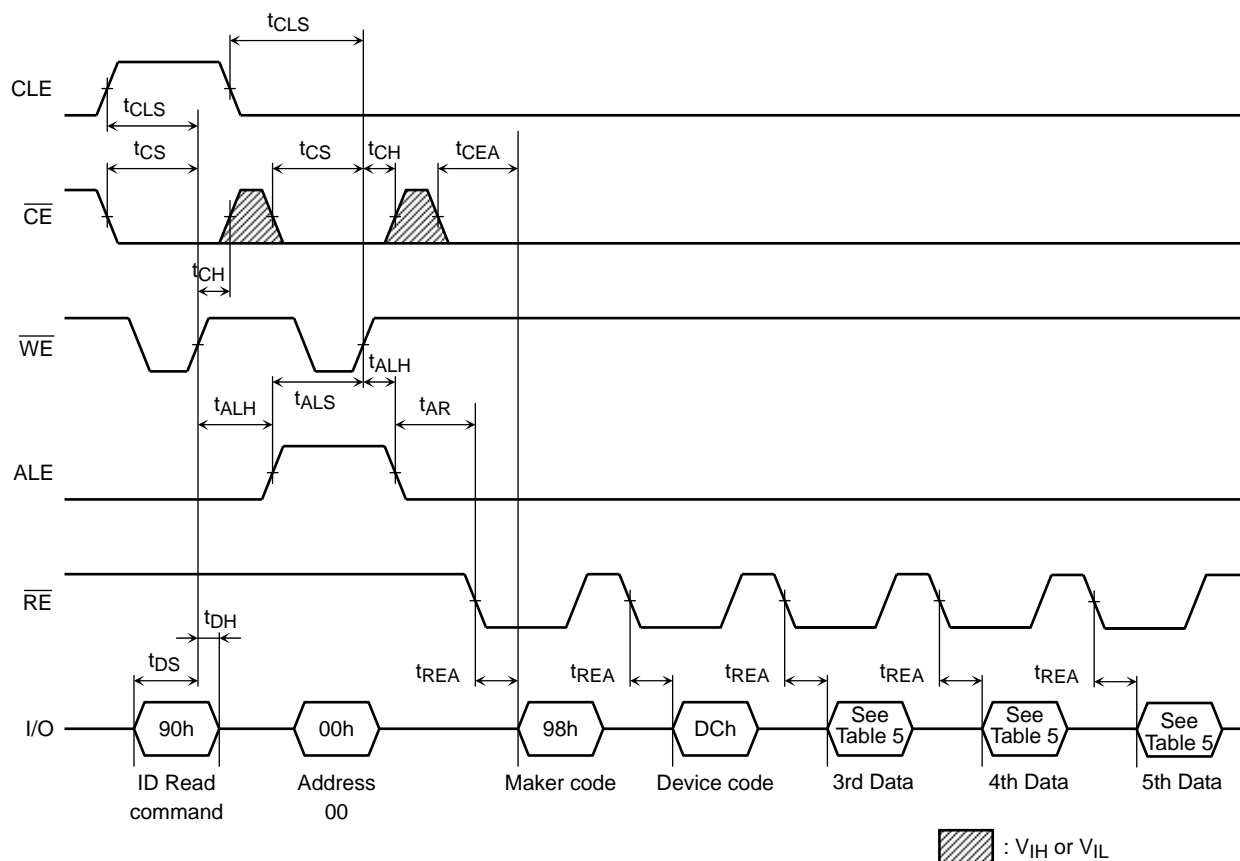 tCLS
CLE
tCLS
tCS
tCS
tCH
tCEA
CE
tCH
WE
tALH
tALS
tALH
tAR
ALE
RE
tDH
tDS
tREA
tREA
tREA
tREA
tREA
I/O
90h
00h
98h
DCh
See
Table 5
See
Table 5
See
Table 5
ID Read
command
Address
00
Maker code
Device code
3rd Data
4th Data
5th Data
: VIH or VIL